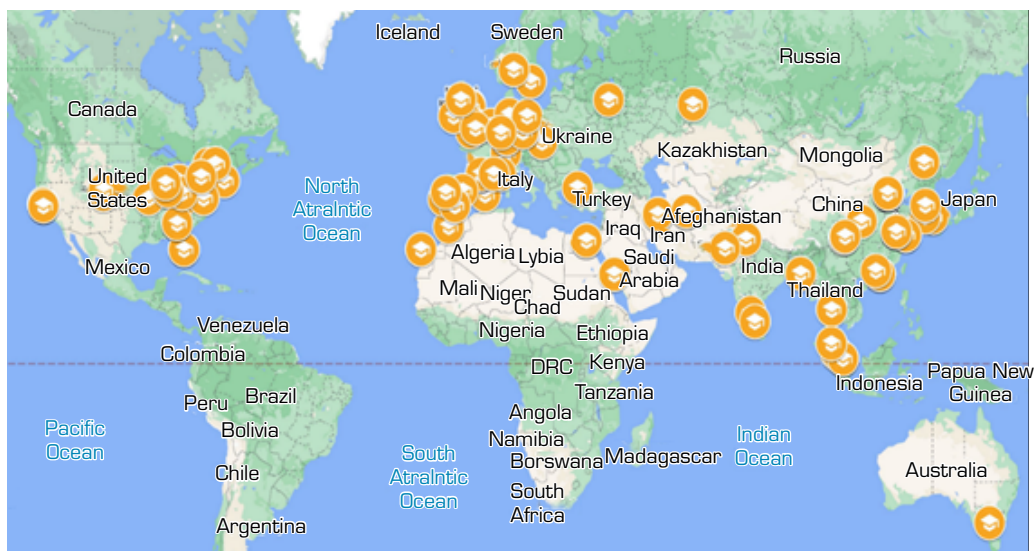 Iceland
Sweden
Russia
Canada
Ukraine
Kazakhstan
Mongolia
United
States
North
Atralntic
Ocean
Italy
Turkey
Afeghanistan
China
Japan
Iraq
Iran
Algeria
Lybia
Saudi
Arabia
India
Mexico
Mali
Niger
Chad
Sudan
Thailand
Venezuela
Nigeria
Ethiopia
Colombia
DRC
Kenya
Indonesia
Papua New
Guinea
Peru
Brazil
Tanzania
Angola
Pacific
Ocean
Bolivia
Namibia
Borswana
Madagascar
Indian
Ocean
South
Atralntic
Ocean
Chile
Australia
South
Africa
Argentina